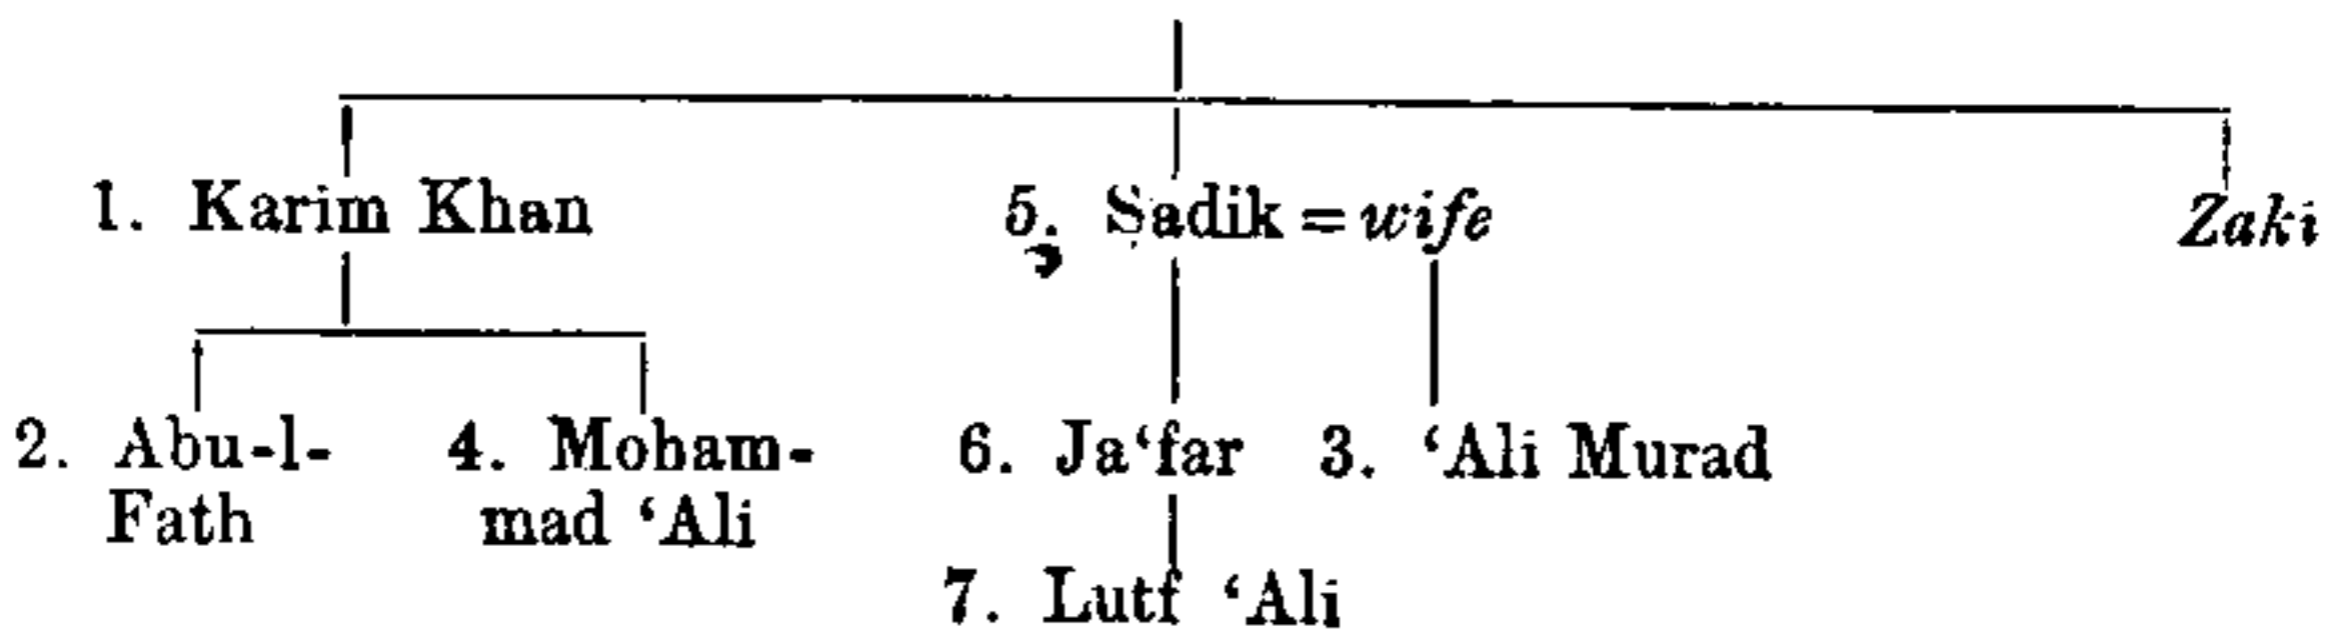 1. Karim Khan 5. Sadik = wife Zaki
2. Abu-l- 4. Moham- 6. Ja‘far 3. ‘Ali Murad
Fath mad ‘Ali
7. Lutf ‘Ali